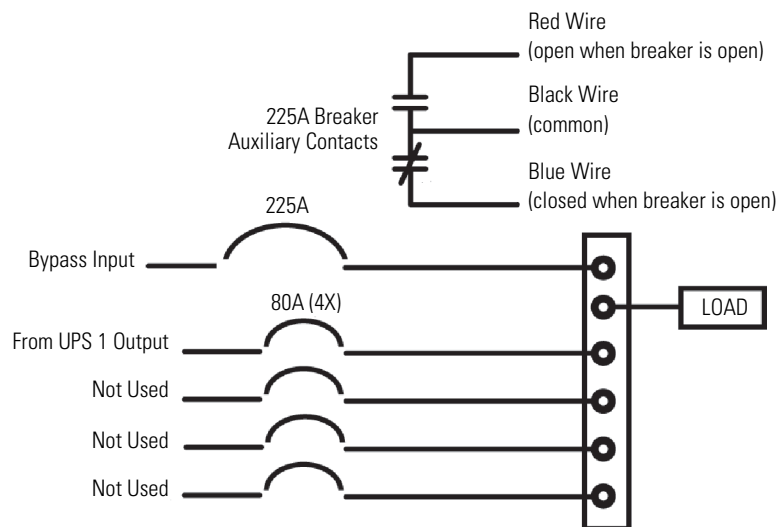 Red Wire
(open when breaker is open)
Black Wire
(common)
225A Breaker
Auxiliary Contacts
Blue Wire
(closed when breaker is open)
225A
Bypass Input
LOAD
80A (4X)
From UPS 1 Output
Not Used
Not Used
Not Used